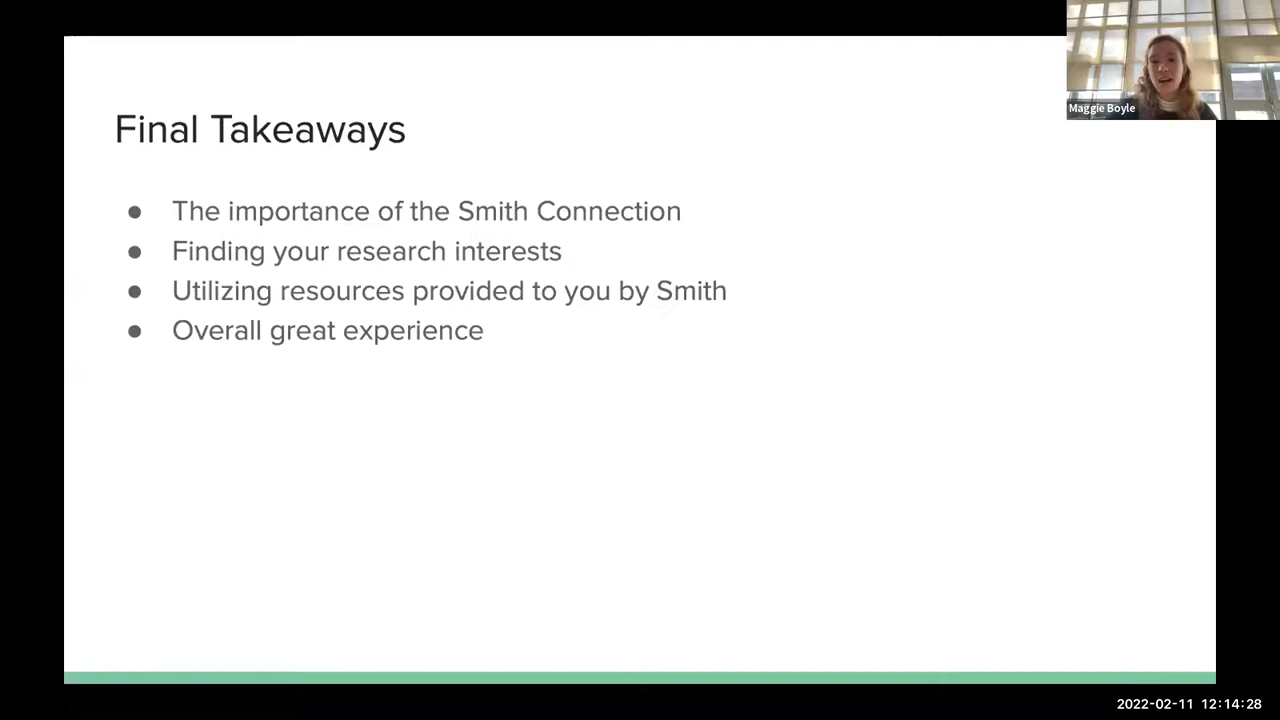 Maggie Boyle
Final Takeaways
● The importance of the Smith Connection
● Finding your research interests
● Utilizing resources provided to you by Smith
● Overall great experience
2022-02-11 12:14:28